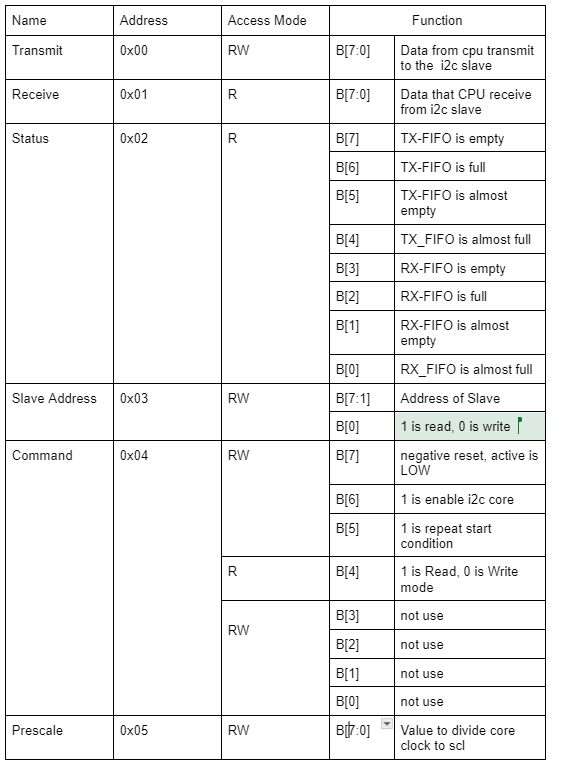 Name Address Access Mode Function
Transmit 0x00 RW B[7:0] Data from cpu transmit
to the i2c slave
Receive 0x01 R B[7:0] Data that CPU receive
from i2c slave
Status 0x02 R B[7] TX-FIFO is empty
B[6] TX-FIFO is full
B[5] TX-FIFO is almost
empty
B[4] TX_FIFO is almost full
B[3] RX-FIFO is empty
B[2] RX-FIFO is full
B[1] RX-FIFO is almost
empty
B[0] RX_FIFO is almost full
Slave Address 0x03 RW B[7:1] Address of Slave
B[0] 1 is read, 0 is write
Command 0x04 RW B[7] negative reset, active is
LOW
B[6] 1 is enable i2c core
B[5] 1 is repeat start
condition
R B[4] 1 is Read, 0 is Write
mode
RW B[3] not use
B[2] not use
B[1] not use
B[0] not use
Prescale 0x05 RW B[7:0] Value to divide core
clock to scl